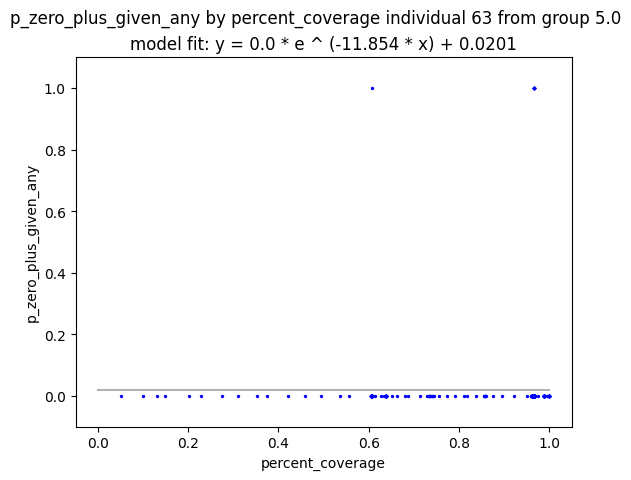 p_zero_plus_given_any by percent_coverage individual 63 from group 5.0
model fit: y = 0.0 * e ^ (-11.854 * x) + 0.0201
1.0
0.8
0.6
0.4
0.2
0.0
p_zero_plus_given_any
0.0 0.2 0.4 0.6 0.8 1.0
percent_coverage